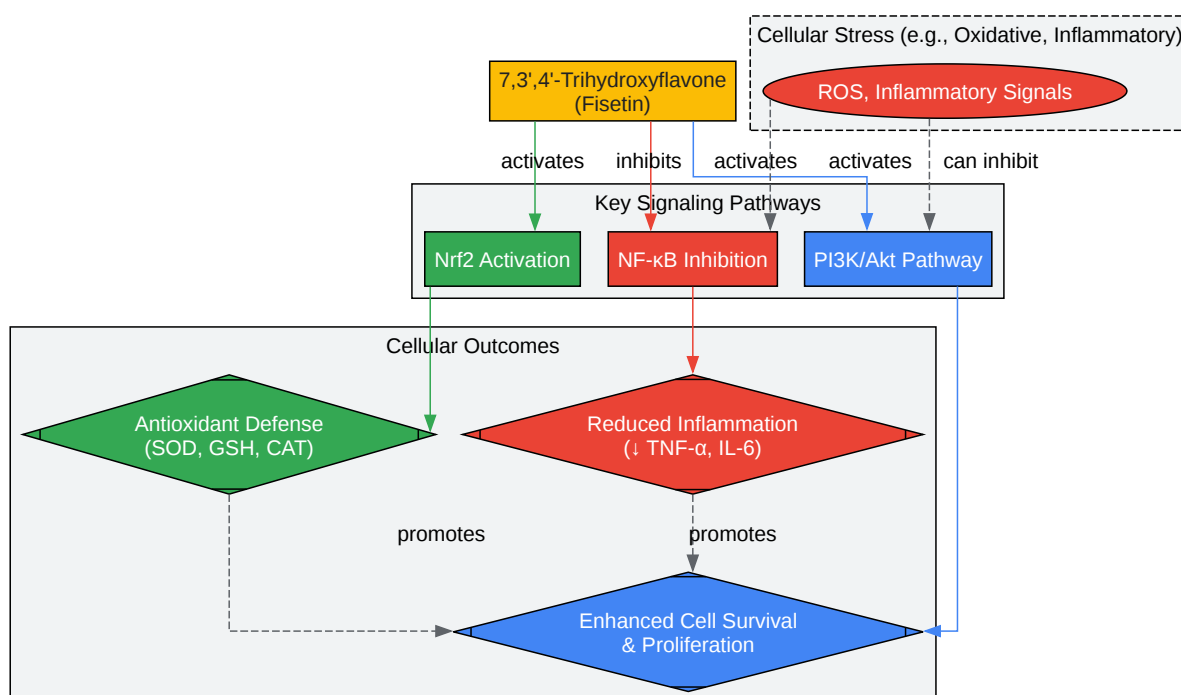 Cellular Stress (e.g., Oxidative, Inflammatory)
7,3',4'-Trihydroxyflavone
(Fisetin)
ROS, Inflammatory Signals
activates
inhibits
activates
activates
can inhibit
Key Signaling Pathways
Nrf2 Activation
NF-κB Inhibition
PI3K/Akt Pathway
Cellular Outcomes
Antioxidant Defense
(SOD, GSH, CAT)
Reduced Inflammation
(↓ TNF-α, IL-6)
promotes
promotes
Enhanced Cell Survival
& Proliferation